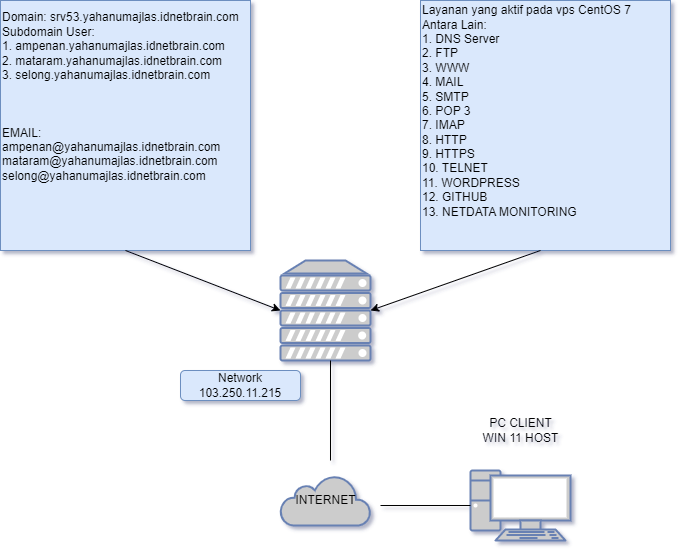 Domain: srv53.yahanumajlas.idnetbrain.com
Subdomain User:
1. ampenan.yahanumajlas.idnetbrain.com
2. mataram.yahanumajlas.idnetbrain.com
3. selong.yahanumajlas.idnetbrain.com
EMAIL:
ampenan@yahanumajlas.idnetbrain.com
mataram@yahanumajlas.idnetbrain.com
selong@yahanumajlas.idnetbrain.com
Layanan yang aktif pada vps CentOS 7
Antara Lain:
1. DNS Server
2. FTP
3. WWW
4. MAIL
5. SMTP
6. POP 3
7. IMAP
8. HTTP
9. HTTPS
10. TELNET
11. WORDPRESS
12. GITHUB
13. NETDATA MONITORING
Network
103.250.11.215
PC CLIENT
WIN 11 HOST
INTERNET